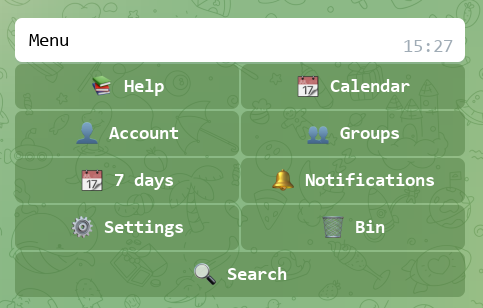 Menu
15:27
📚 Help
📆 Calendar
👤 Account
👥 Groups
📆 7 days
🔔 Notifications
⚙️ Settings
🗑️ Bin
🔍 Search